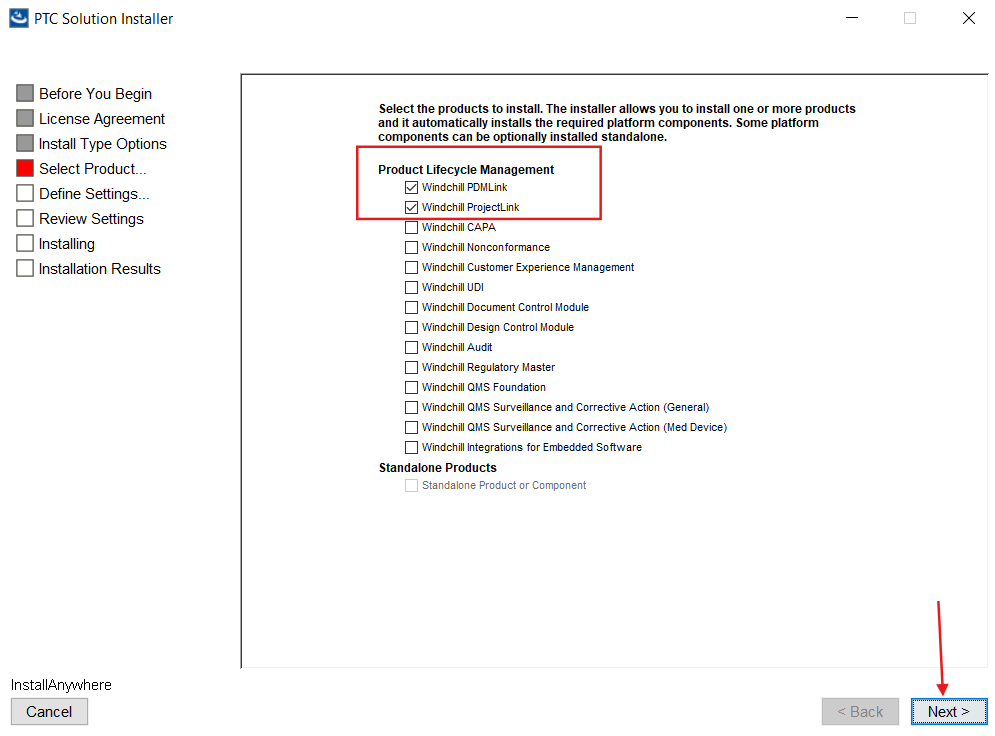 PTC Solution Installer
Before You Begin
License Agreement
Install Type Options
Select Product...
Define Settings...
Review Settings
Installing
Installation Results
Select the products to install. The installer allows you to install one or more products
and it automatically installs the required platform components. Some platform
components can be optionally installed standalone.
Product Lifecycle Management
Windchill PDMLink
Windchill ProjectLink
Windchill CAPA
Windchill Nonconformance
Windchill Customer Experience Management
Windchill UDI
Windchill Document Control Module
Windchill Design Control Module
Windchill Audit
Windchill Regulatory Master
Windchill QMS Foundation
Windchill QMS Surveillance and Corrective Action (General)
Windchill QMS Surveillance and Corrective Action (Med Device)
Windchill Integrations for Embedded Software
Standalone Products
Standalone Product or Component
InstallAnywhere
Cancel
< Back
Next >